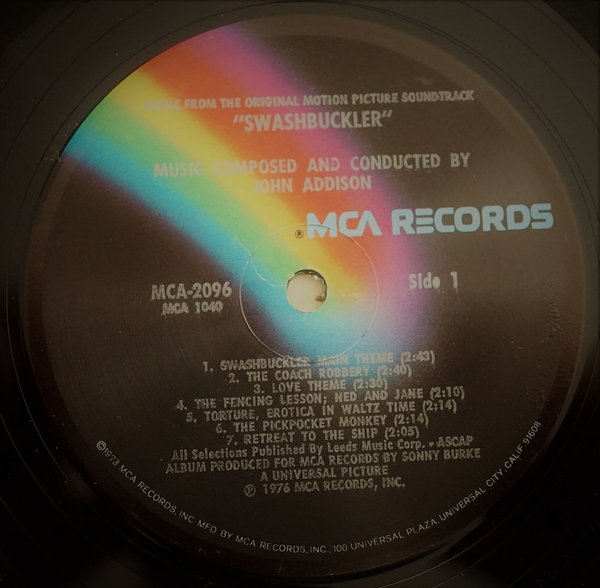 MUSIC FROM THE ORIGINAL MOTION PICTURE SOUNDTRACK
"SWASHBUCKLER"
MUSIC COMPOSED AND CONDUCTED BY
JOHN ADDISON
® MCA RECORDS
MCA-2096
MCA 1040
Side 1
1. SWASHBUCKLER MAIN THEME (2:43)
2. THE COACH ROBBERY (2:40)
3. LOVE THEME (2:30)
4. THE FENCING LESSON; NED AND JANE (2:10)
5. TORTURE, EROTICA IN WALTZ TIME (2:14)
6. THE PICKPOCKET MONKEY (2:14)
7. RETREAT TO THE SHIP (2:05)
All Selections Published By Leeds Music Corp. - ASCAP
ALBUM PRODUCED FOR MCA RECORDS BY SONNY BURKE
A UNIVERSAL PICTURE
℗ 1976 MCA RECORDS, INC.
©1973 MCA RECORDS, INC. MFD BY MCA RECORDS, INC., 100 UNIVERSAL PLAZA, UNIVERSAL CITY, CALIF. 91608